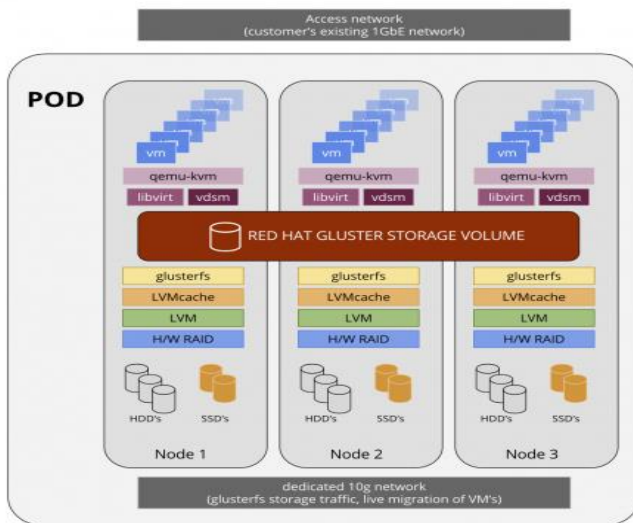 Access network
(customer's existing 1GbE network)
POD
vm
vm
vm
qemu-kvm
qemu-kvm
qemu-kvm
libvirt vdsm
libvirt vdsm
libvirt vdsm
RED HAT GLUSTER STORAGE VOLUME
glusterfs
glusterfs
glusterfs
LVMcache
LVMcache
LVMcache
LVM
LVM
LVM
H/W RAID
H/W RAID
H/W RAID
HDD's SSD's
HDD's SSD's
HDD's SSD's
Node 1
Node 2
Node 3
dedicated 10g network
(glusterfs storage traffic, live migration of VM's)